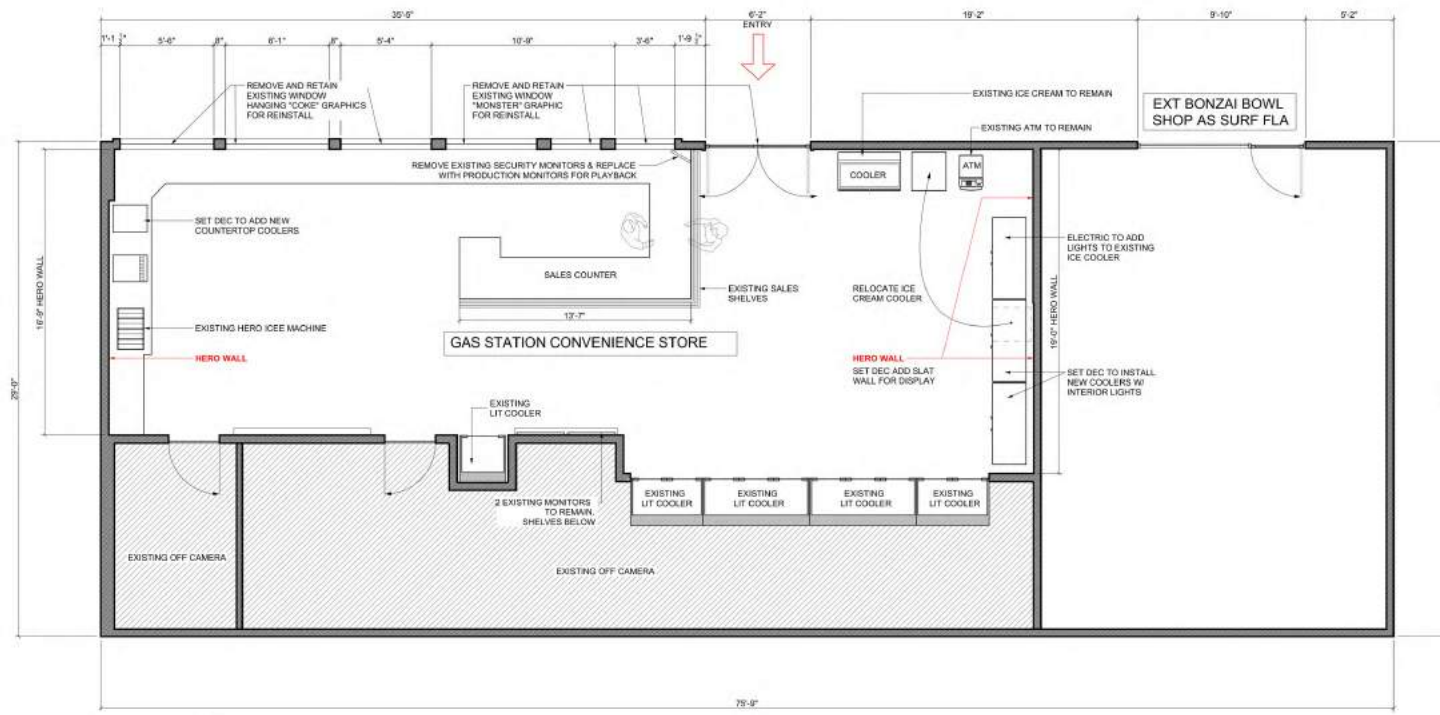 35'-5"
6'-2"
19'-2"
9'-10"
5'-2"
ENTRY
1'-1 ½"
5'-6"
8"
6'-1"
8"
5'-4"
10'-9"
3'-6"
1'-9 ½"
REMOVE AND RETAIN
EXISTING WINDOW
HANGING "COKE" GRAPHICS
FOR REINSTALL
REMOVE AND RETAIN
EXISTING WINDOW
"MONSTER" GRAPHIC
FOR REINSTALL
EXISTING ICE CREAM TO REMAIN
EXT BONZAI BOWL
SHOP AS SURF FLA
EXISTING ATM TO REMAIN
REMOVE EXISTING SECURITY MONITORS & REPLACE
WITH PRODUCTION MONITORS FOR PLAYBACK
COOLER
ATM
SET DEC TO ADD NEW
COUNTERTOP COOLERS
ELECTRIC TO ADD
LIGHTS TO EXISTING
ICE COOLER
SALES COUNTER
EXISTING SALES
SHELVES
RELOCATE ICE
CREAM COOLER
16'-9" HERO WALL
19'-0" HERO WALL
13'-7"
EXISTING HERO ICEE MACHINE
GAS STATION CONVENIENCE STORE
HERO WALL
HERO WALL
SET DEC ADD SLAT
WALL FOR DISPLAY
SET DEC TO INSTALL
NEW COOLERS W/
INTERIOR LIGHTS
29'-0"
EXISTING
LIT COOLER
2 EXISTING MONITORS
TO REMAIN.
SHELVES BELOW
EXISTING
LIT COOLER
EXISTING
LIT COOLER
EXISTING
LIT COOLER
EXISTING
LIT COOLER
EXISTING OFF CAMERA
EXISTING OFF CAMERA
75'-9"